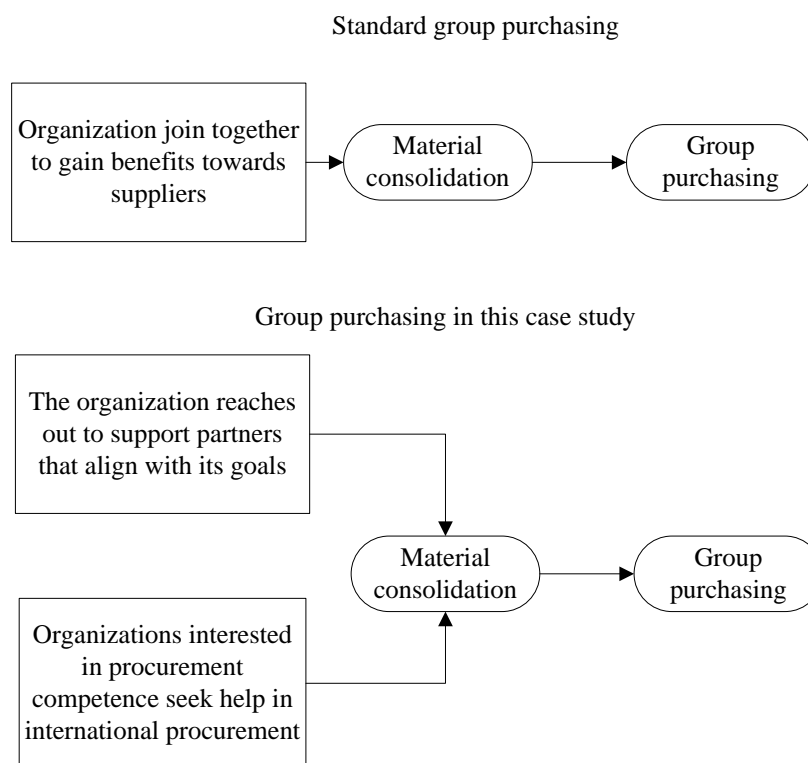 Standard group purchasing
Organization join together
to gain benefits towards
suppliers
Material
consolidation
Group
purchasing
Group purchasing in this case study
The organization reaches
out to support partners
that align with its goals
Material
consolidation
Group
purchasing
Organizations interested
in procurement
competence seek help in
international procurement